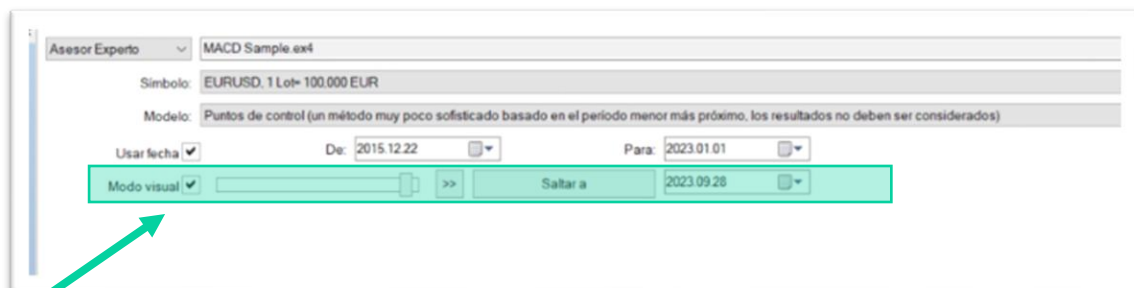 Asesor Experto MACD Sample.ex4
Símbolo: EURUSD, 1 Lot= 100,000 EUR
Modelo: Puntos de control (un método muy poco sofisticado basado en el período menor más próximo, los resultados no deben ser considerados)
Usar fecha De: 2015.12.22 Para: 2023.01.01
Modo visual >> Saltar a 2023.09.28